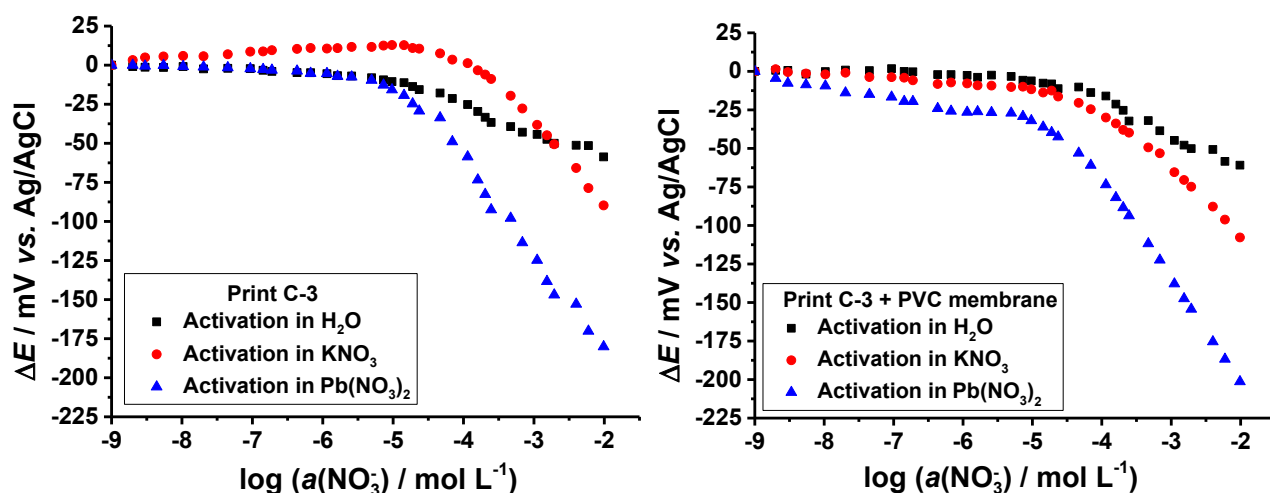 25
0
-25
-50
-75
-100
-125
-150
-175
-200
-225
ΔE / mV vs. Ag/AgCl
Print C-3
Activation in H₂O
Activation in KNO₃
Activation in Pb(NO₃)₂
-9 -8 -7 -6 -5 -4 -3 -2 -1
log (a(NO₃⁻) / mol L⁻¹)
50
25
0
-25
-50
-75
-100
-125
-150
-175
-200
-225
ΔE / mV vs. Ag/AgCl
Print C-3 + PVC membrane
Activation in H₂O
Activation in KNO₃
Activation in Pb(NO₃)₂
-9 -8 -7 -6 -5 -4 -3 -2 -1
log (a(NO₃⁻) / mol L⁻¹)